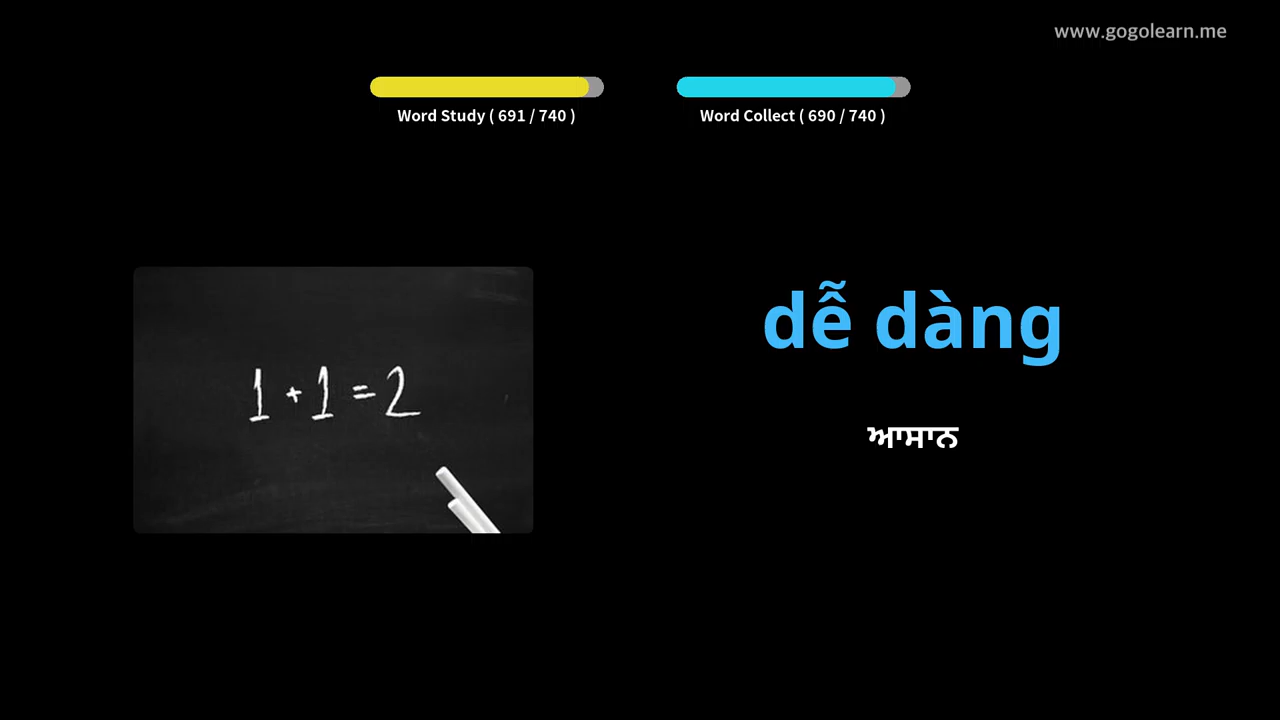 www.gogolearn.me
Word Study ( 691 / 740 )
Word Collect ( 690 / 740 )
1 + 1 = 2
dễ dàng
ਆਸਾਨ